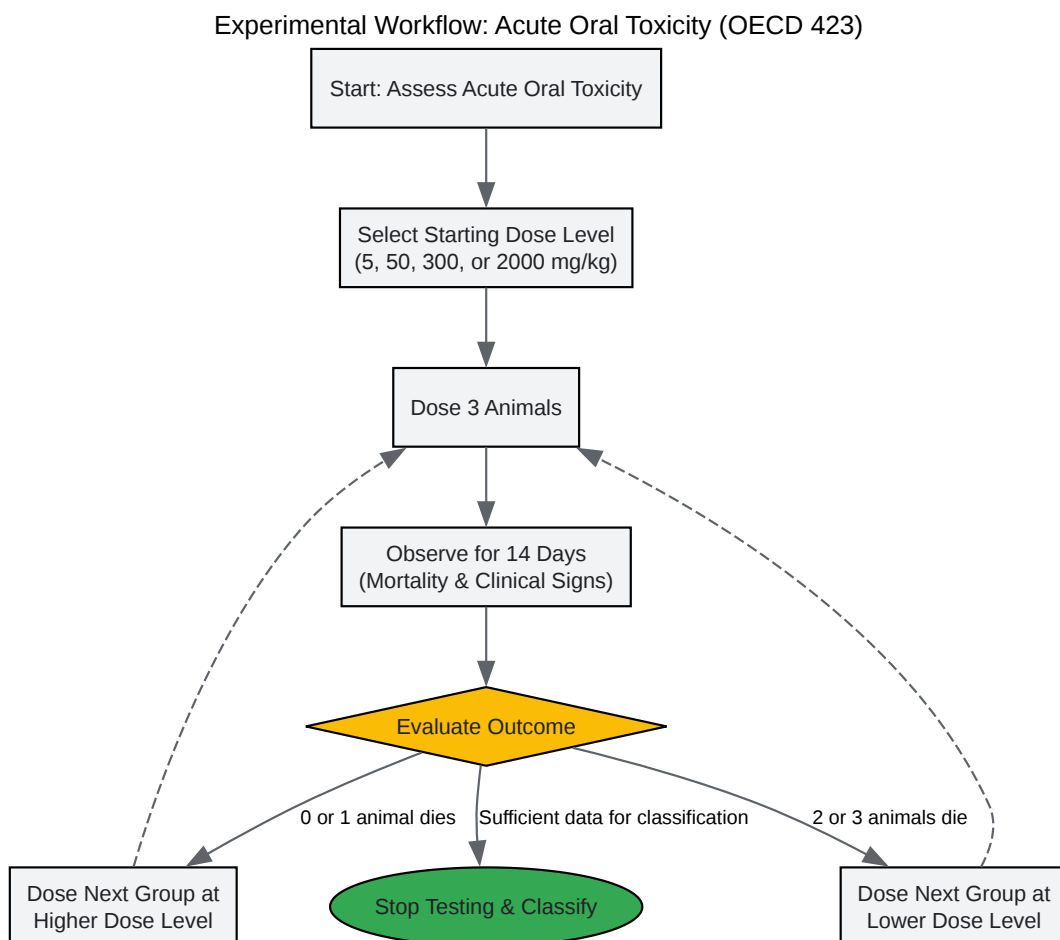 Experimental Workflow: Acute Oral Toxicity (OECD 423)
Start: Assess Acute Oral Toxicity
Select Starting Dose Level
(5, 50, 300, or 2000 mg/kg)
Dose 3 Animals
Observe for 14 Days
(Mortality & Clinical Signs)
Evaluate Outcome
0 or 1 animal dies
Sufficient data for classification
2 or 3 animals die
Dose Next Group at
Higher Dose Level
Stop Testing & Classify
Dose Next Group at
Lower Dose Level